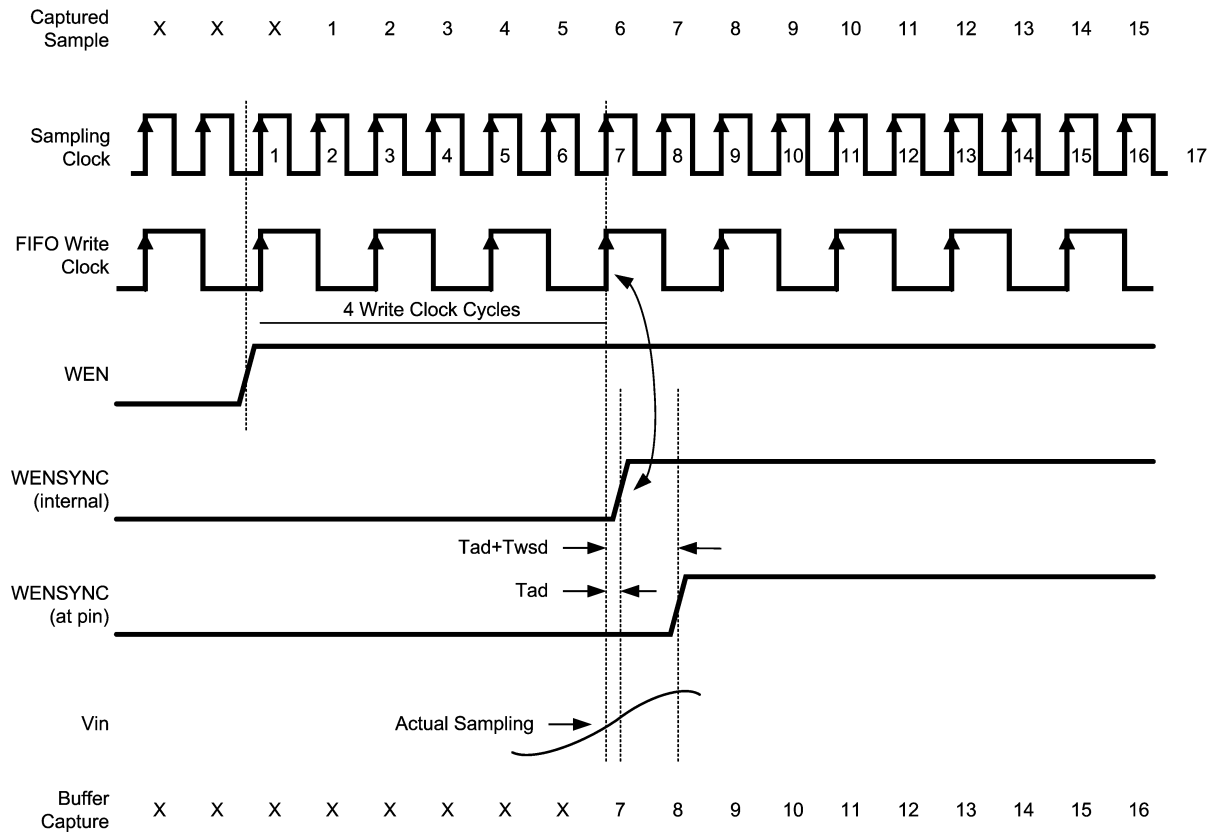 Captured
Sample
X X X 1 2 3 4 5 6 7 8 9 10 11 12 13 14 15
Sampling
Clock
1 2 3 4 5 6 7 8 9 10 11 12 13 14 15 16 17
FIFO Write
Clock
4 Write Clock Cycles
WEN
WENSYNC
(internal)
Tad+Twsd
Tad
WENSYNC
(at pin)
Vin
Actual Sampling
Buffer
Capture
X X X X X X X X 7 8 9 10 11 12 13 14 15 16